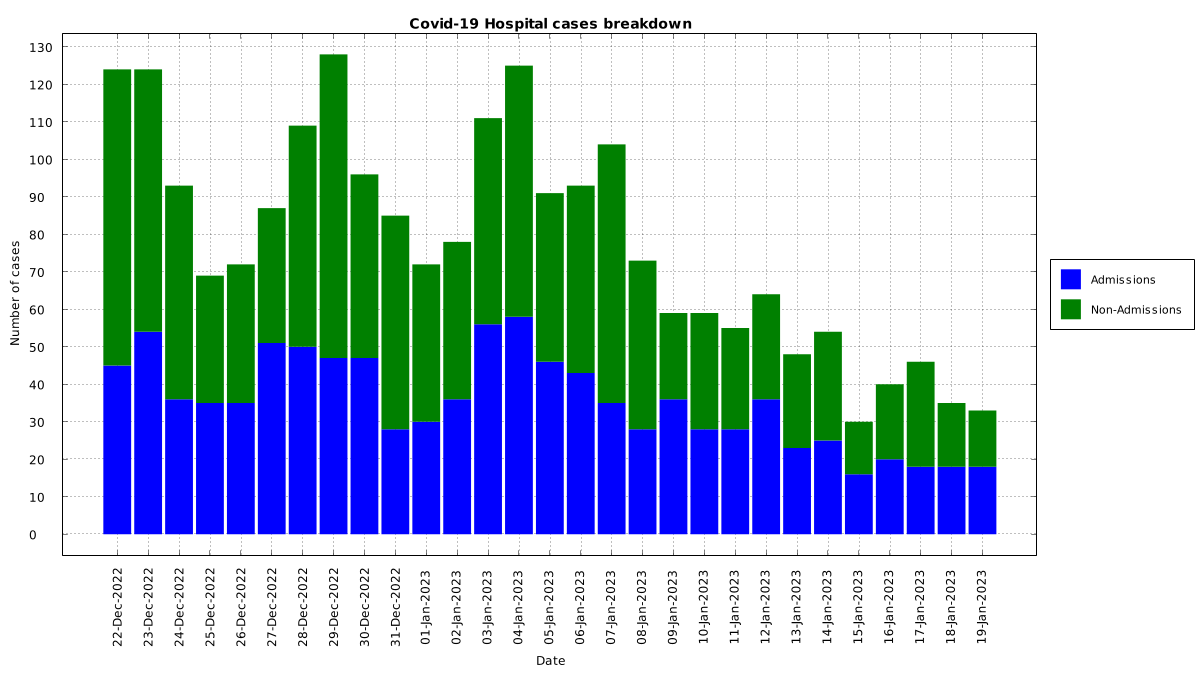 Covid-19 Hospital cases breakdown
130
120
110
100
90
80
70
60
50
40
30
20
10
0
Number of cases
22-Dec-2022
23-Dec-2022
24-Dec-2022
25-Dec-2022
26-Dec-2022
27-Dec-2022
28-Dec-2022
29-Dec-2022
30-Dec-2022
31-Dec-2022
01-Jan-2023
02-Jan-2023
03-Jan-2023
04-Jan-2023
05-Jan-2023
06-Jan-2023
07-Jan-2023
08-Jan-2023
09-Jan-2023
10-Jan-2023
11-Jan-2023
12-Jan-2023
13-Jan-2023
14-Jan-2023
15-Jan-2023
16-Jan-2023
17-Jan-2023
18-Jan-2023
19-Jan-2023
Date
Admissions
Non-Admissions